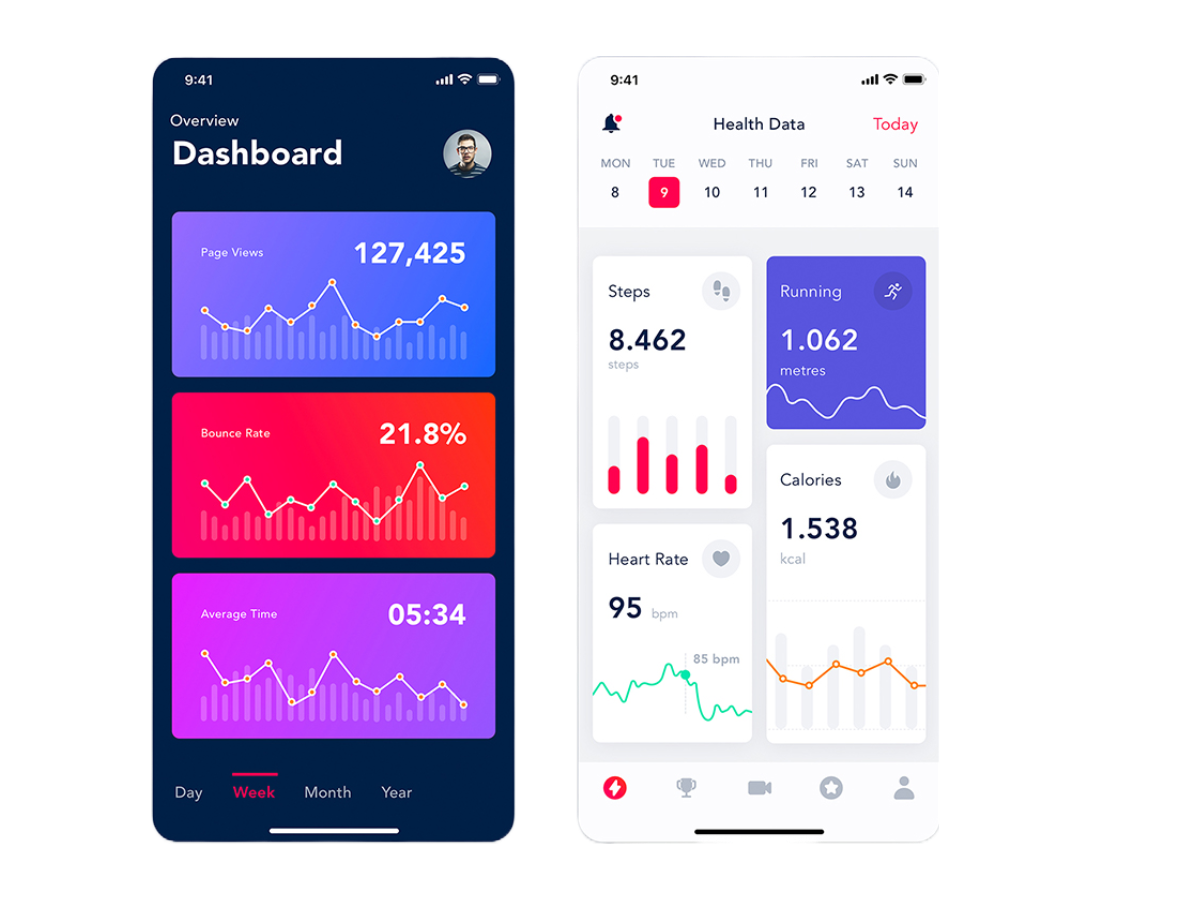 9:41
Overview
Dashboard
Page Views
127,425
Bounce Rate
21.8%
Average Time
05:34
Day Week Month Year
9:41
Health Data Today
MON TUE WED THU FRI SAT SUN
8 9 10 11 12 13 14
Steps
8.462
steps
Running
1.062
metres
Heart Rate
95 bpm
85 bpm
Calories
1.538
kcal